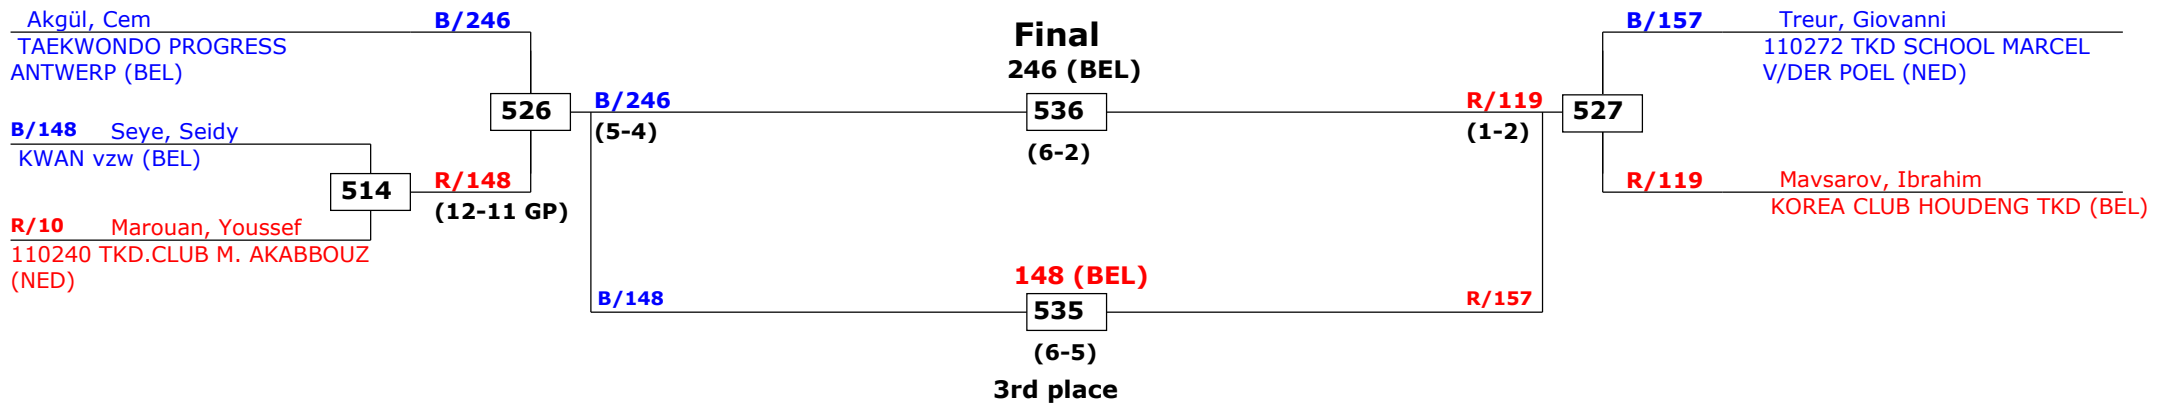 Akgül, Cem
B/246
TAEKWONDO PROGRESS
ANTWERP (BEL)
526
B/148 Seye, Seidy
KWAN vzw (BEL)
514
R/148
(12-11 GP)
R/10 Marouan, Youssef
110240 TKD.CLUB M. AKABBOUZ
(NED)
B/246
(5-4)
Final
246 (BEL)
536
(6-2)
R/119
(1-2)
527
B/157 Treur, Giovanni
110272 TKD SCHOOL MARCEL
V/DER POEL (NED)
R/119 Mavsarov, Ibrahim
KOREA CLUB HOUDENG TKD (BEL)
B/148
148 (BEL)
535
R/157
(6-5)
3rd place